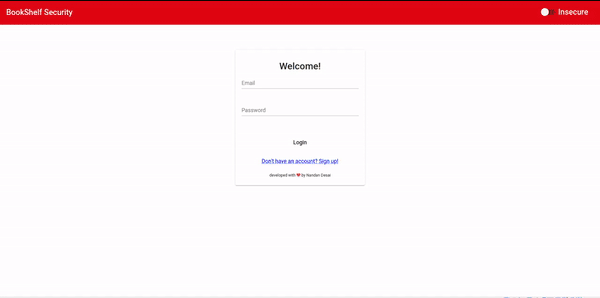 BookShelf Security
Insecure
Welcome!
Email
Password
Login
Don't have an account? Sign up!
developed with ❤ by Nandan Desai